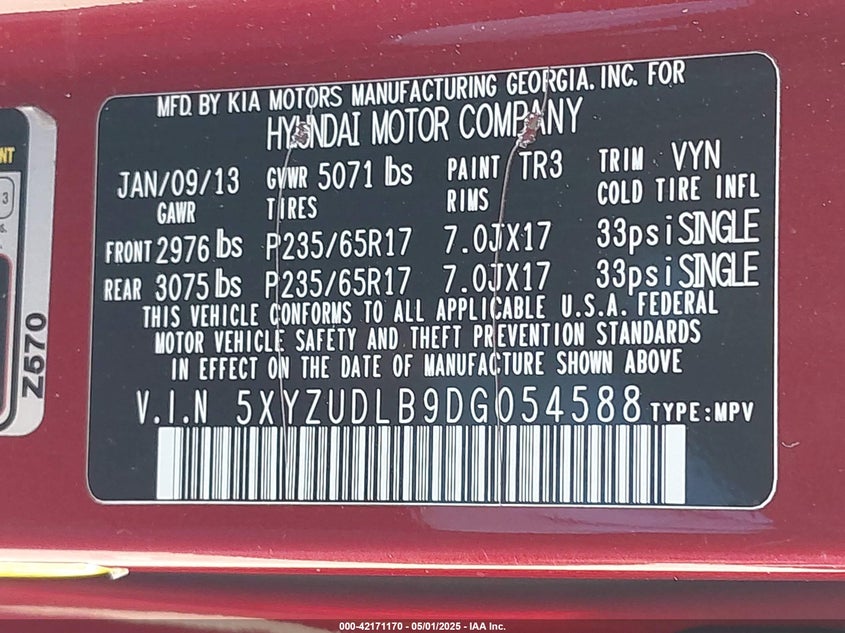 MFD. BY KIA MOTORS MANUFACTURING GEORGIA. INC. FOR
HYUNDAI MOTOR COMPANY
JAN/09/13 GVWR 5071 lbs PAINT TR3 TRIM VYN
GAWR TIRES RIMS COLD TIRE INFL
FRONT 2976 lbs P235/65R17 7.0JX17 33psi SINGLE
REAR 3075 lbs P235/65R17 7.0JX17 33psi SINGLE
THIS VEHICLE CONFORMS TO ALL APPLICABLE U.S.A. FEDERAL
MOTOR VEHICLE SAFETY AND THEFT PREVENTION STANDARDS
IN EFFECT ON THE DATE OF MANUFACTURE SHOWN ABOVE
V.I.N 5XYZUDLB9DG054588 TYPE:MPV
NT
3
s.
Z570
000-42171170 - 05/01/2025 - IAA Inc.